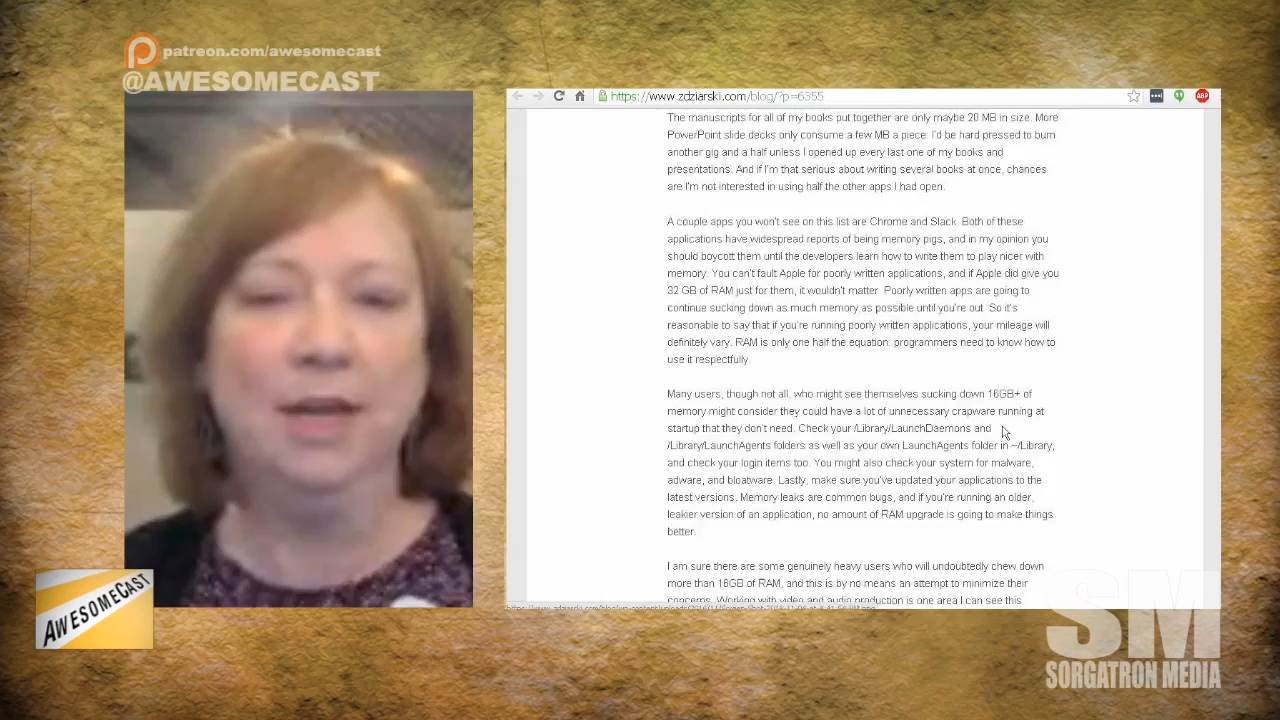 patreon.com/awesomecast
@AWESOMECAST
https://www.zdziarski.com/blog/?p=6355
ABP
The manuscripts for all of my books put together are only maybe 20 MB in size. More
PowerPoint slide decks only consume a few MB a piece. I'd be hard pressed to burn
another gig and a half unless I opened up every last one of my books and
presentations. And if I'm that serious about writing several books at once, chances
are I'm not interested in using half the other apps I had open.
A couple apps you won't see on this list are Chrome and Slack. Both of these
applications have widespread reports of being memory pigs, and in my opinion you
should boycott them until the developers learn how to write them to play nicer with
memory. You can't fault Apple for poorly written applications, and if Apple did give you
32 GB of RAM just for them, it wouldn't matter. Poorly written apps are going to
continue sucking down as much memory as possible until you're out. So it's
reasonable to say that if you're running poorly written applications, your mileage will
definitely vary. RAM is only one half the equation: programmers need to know how to
use it respectfully.
Many users, though not all, who might see themselves sucking down 16GB+ of
memory might consider they could have a lot of unnecessary crapware running at
startup that they don't need. Check your /Library/LaunchDaemons and
/Library/LaunchAgents folders as well as your own LaunchAgents folder in ~/Library,
and check your login items too. You might also check your system for malware,
adware, and bloatware. Lastly, make sure you've updated your applications to the
latest versions. Memory leaks are common bugs, and if you're running an older,
leakier version of an application, no amount of RAM upgrade is going to make things
better.
I am sure there are some genuinely heavy users who will undoubtedly chew down
more than 16GB of RAM, and this is by no means an attempt to minimize their
concerns. Working with video and audio production is one area I can see this
AWESOMECAST
SM
SORGATRON MEDIA